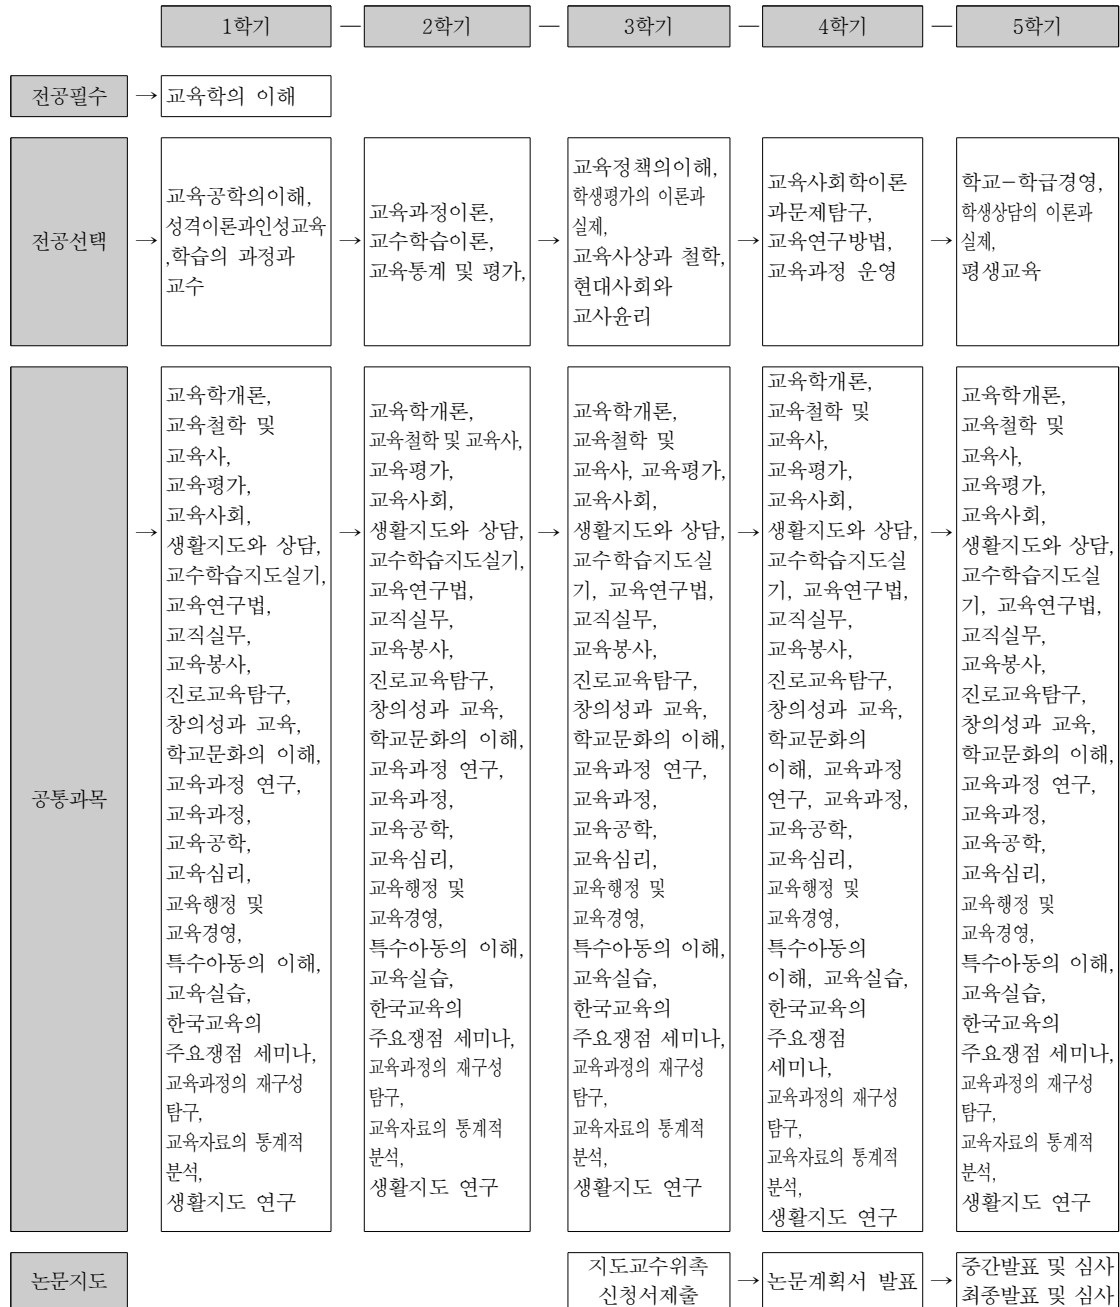 1학기 — 2학기 — 3학기 — 4학기 — 5학기
전공필수 → 교육학의 이해
전공선택
→
교육공학의이해,
성격이론과인성교육
,학습의 과정과
교수
→
교육과정이론,
교수학습이론,
교육통계 및 평가,
→
교육정책의이해,
학생평가의 이론과
실제,
교육사상과 철학,
현대사회와
교사윤리
→
교육사회학이론
과문제탐구,
교육연구방법,
교육과정 운영
→
학교-학급경영,
학생상담의 이론과
실제,
평생교육
공통과목
→
교육학개론,
교육철학 및
교육사,
교육평가,
교육사회,
생활지도와 상담,
교수학습지도실기,
교육연구법,
교직실무,
교육봉사,
진로교육탐구,
창의성과 교육,
학교문화의 이해,
교육과정 연구,
교육과정,
교육공학,
교육심리,
교육행정 및
교육경영,
특수아동의 이해,
교육실습,
한국교육의
주요쟁점 세미나,
교육과정의 재구성
탐구,
교육자료의 통계적
분석,
생활지도 연구
→
교육학개론,
교육철학 및 교육사,
교육평가,
교육사회,
생활지도와 상담,
교수학습지도실기,
교육연구법,
교직실무,
교육봉사,
진로교육탐구,
창의성과 교육,
학교문화의 이해,
교육과정 연구,
교육과정,
교육공학,
교육심리,
교육행정 및
교육경영,
특수아동의 이해,
교육실습,
한국교육의
주요쟁점 세미나,
교육과정의 재구성
탐구,
교육자료의 통계적
분석,
생활지도 연구
→
교육학개론,
교육철학 및
교육사, 교육평가,
교육사회,
생활지도와 상담,
교수학습지도실
기, 교육연구법,
교직실무,
교육봉사,
진로교육탐구,
창의성과 교육,
학교문화의 이해,
교육과정 연구,
교육과정,
교육공학,
교육심리,
교육행정 및
교육경영,
특수아동의 이해,
교육실습,
한국교육의
주요쟁점 세미나,
교육과정의 재구성
탐구,
교육자료의 통계적
분석,
생활지도 연구
→
교육학개론,
교육철학 및
교육사,
교육평가,
교육사회,
생활지도와 상담,
교수학습지도실
기, 교육연구법,
교직실무,
교육봉사,
진로교육탐구,
창의성과 교육,
학교문화의
이해, 교육과정
연구, 교육과정,
교육공학,
교육심리,
교육행정 및
교육경영,
특수아동의
이해, 교육실습,
한국교육의
주요쟁점
세미나,
교육과정의 재구성
탐구,
교육자료의 통계적
분석,
생활지도 연구
→
교육학개론,
교육철학 및
교육사,
교육평가,
교육사회,
생활지도와 상담,
교수학습지도실
기, 교육연구법,
교직실무,
교육봉사,
진로교육탐구,
창의성과 교육,
학교문화의 이해,
교육과정 연구,
교육과정,
교육공학,
교육심리,
교육행정 및
교육경영,
특수아동의 이해,
교육실습,
한국교육의
주요쟁점 세미나,
교육과정의 재구성
탐구,
교육자료의 통계적
분석,
생활지도 연구
논문지도
지도교수위촉
신청서제출
→
논문계획서 발표
→
중간발표 및 심사
최종발표 및 심사